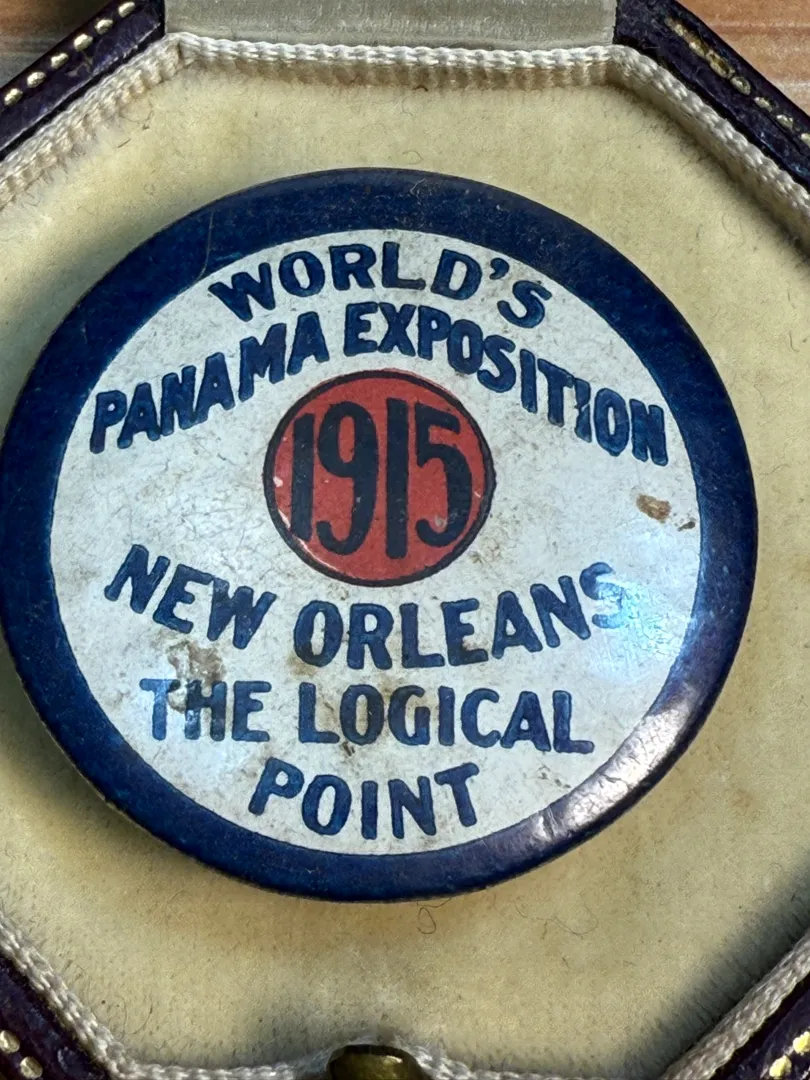 WORLD'S
PANAMA EXPOSITION
1915
NEW ORLEANS
THE LOGICAL
POINT